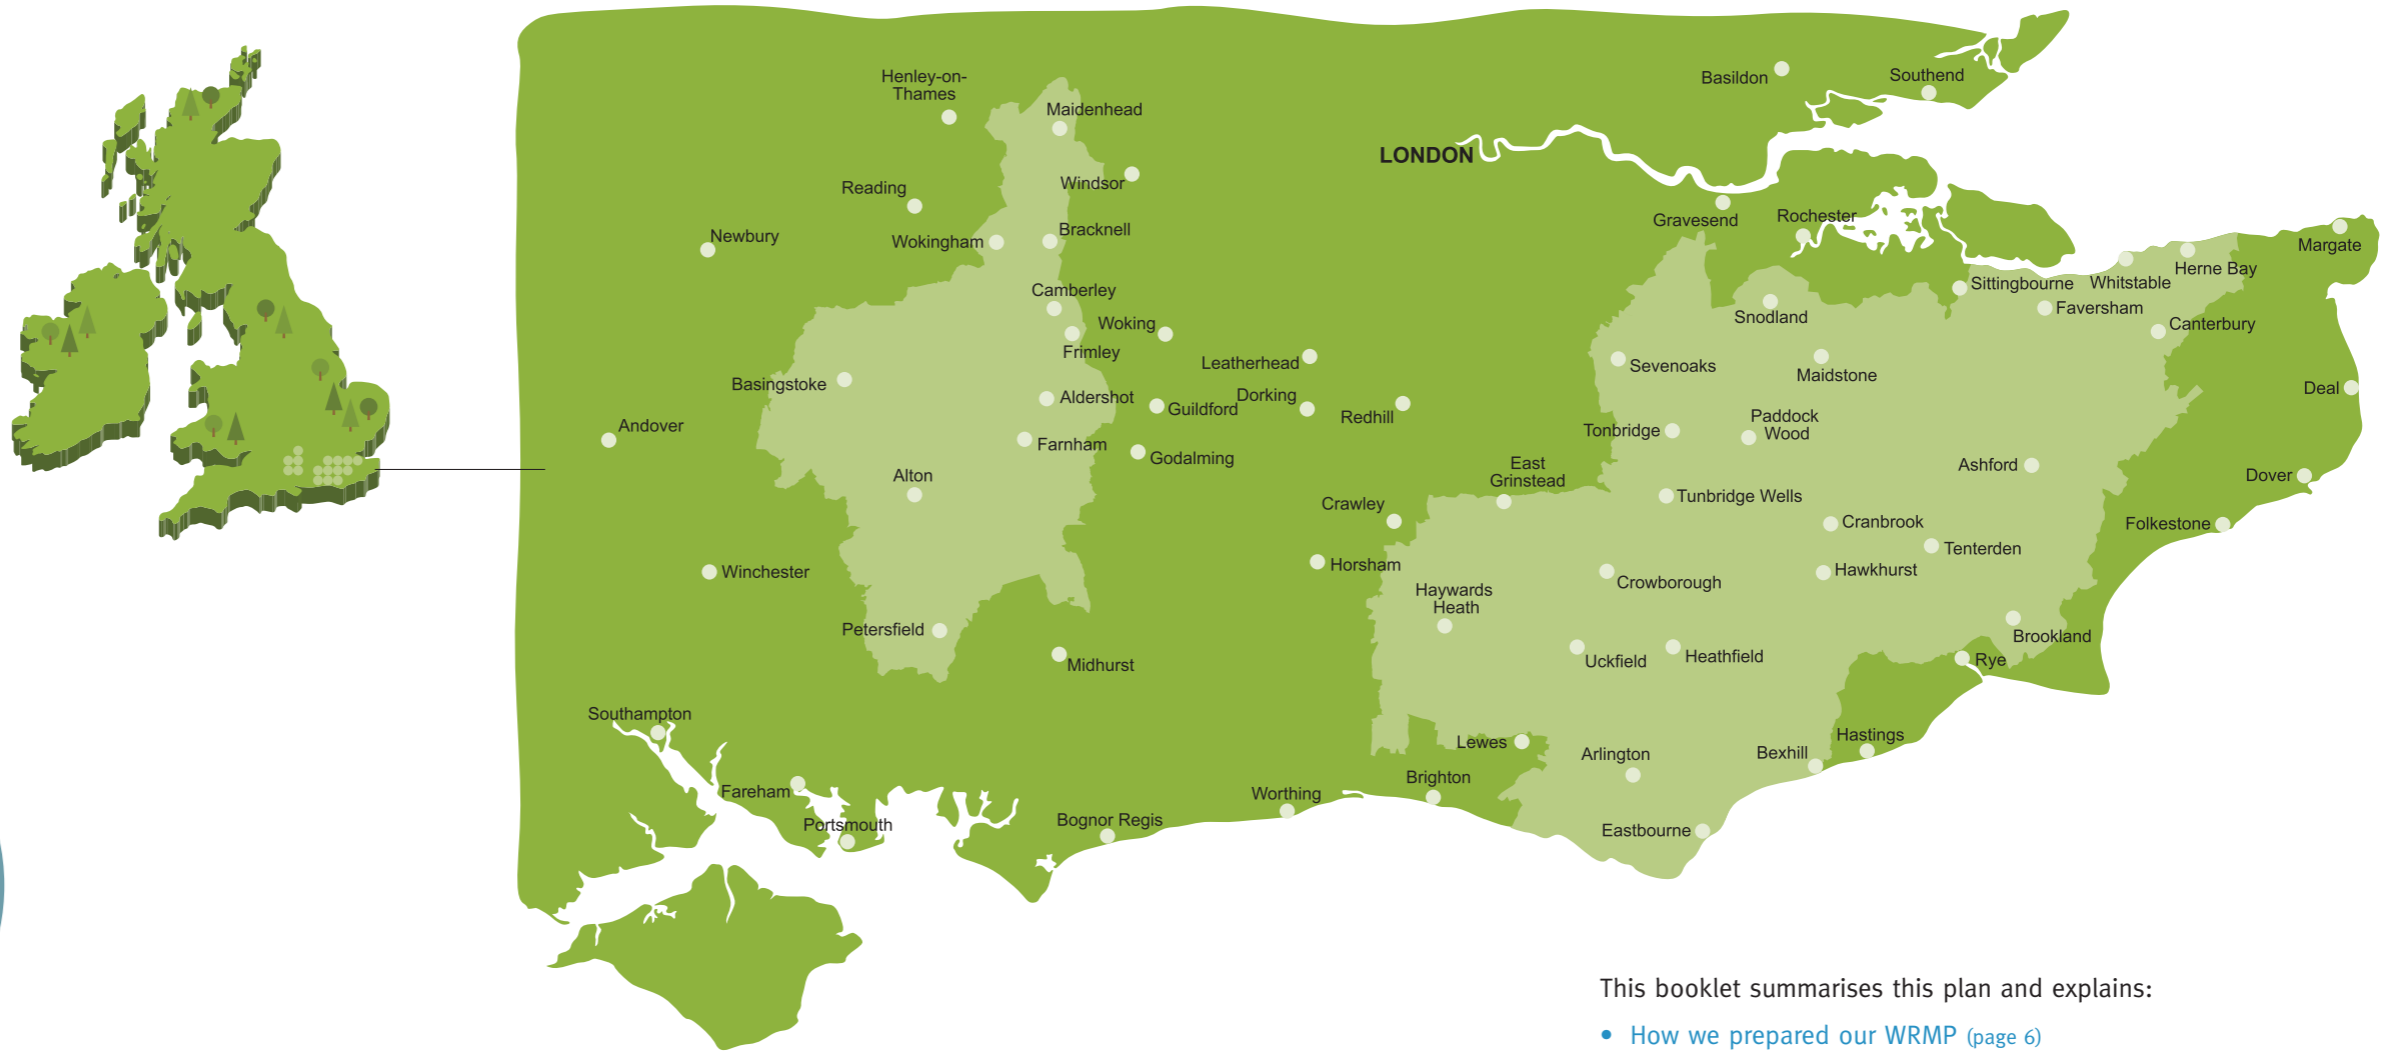 Henley-on-
Thames
Maidenhead
Basildon
Southend
LONDON
Windsor
Reading
Gravesend
Rochester
Newbury
Wokingham
Bracknell
Margate
Herne Bay
Whitstable
Sittingbourne
Camberley
Faversham
Snodland
Woking
Canterbury
Frimley
Leatherhead
Sevenoaks
Maidstone
Basingstoke
Aldershot
Guildford
Dorking
Redhill
Deal
Andover
Paddock
Wood
Tonbridge
Farnham
Godalming
Ashford
Alton
East
Grinstead
Dover
Tunbridge Wells
Crawley
Cranbrook
Folkestone
Tenterden
Winchester
Horsham
Hawkhurst
Crowborough
Haywards
Heath
Petersfield
Brookland
Midhurst
Uckfield
Heathfield
Rye
Southampton
Lewes
Arlington
Bexhill
Hastings
Fareham
Brighton
Worthing
Portsmouth
Bognor Regis
Eastbourne
This booklet summarises this plan and explains:
• How we prepared our WRMP (page 6)